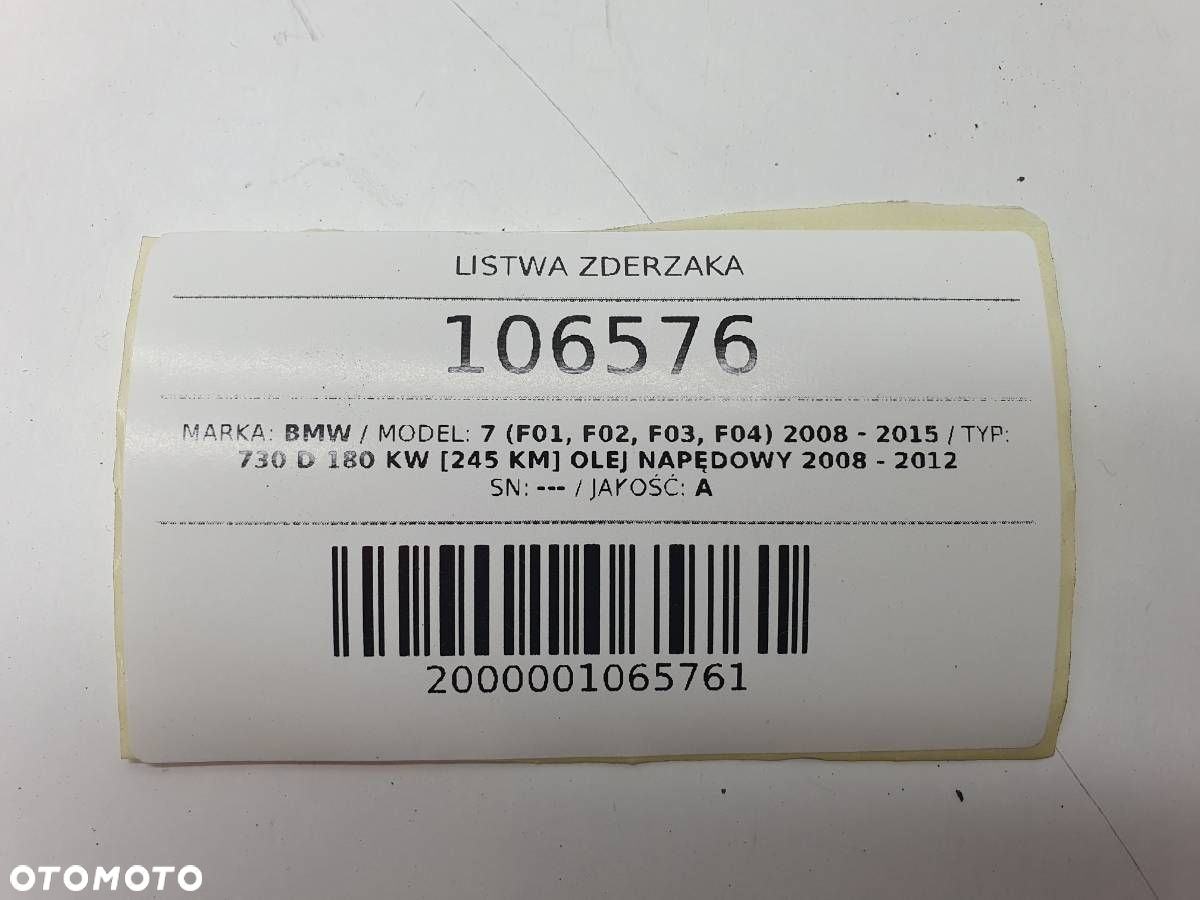 LISTWA ZDERZAKA
106576
MARKA: BMW / MODEL: 7 (F01, F02, F03, F04) 2008 - 2015 / TYP:
730 D 180 KW [245 KM] OLEJ NAPĘDOWY 2008 - 2012
SN: --- / JAKOŚĆ: A
2000001065761
OTOMOTO